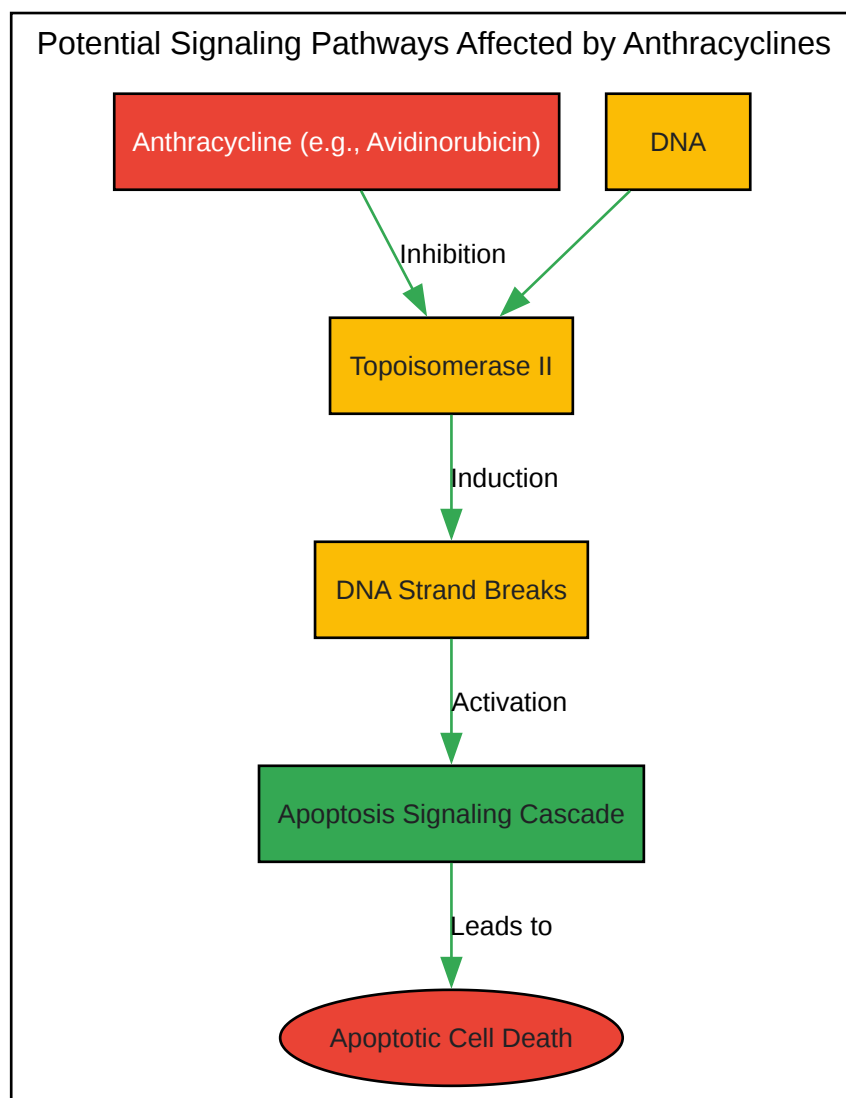 Potential Signaling Pathways Affected by Anthracyclines
Anthracycline (e.g., Avidinorubicin)
DNA
Inhibition
Topoisomerase II
Induction
DNA Strand Breaks
Activation
Apoptosis Signaling Cascade
Leads to
Apoptotic Cell Death